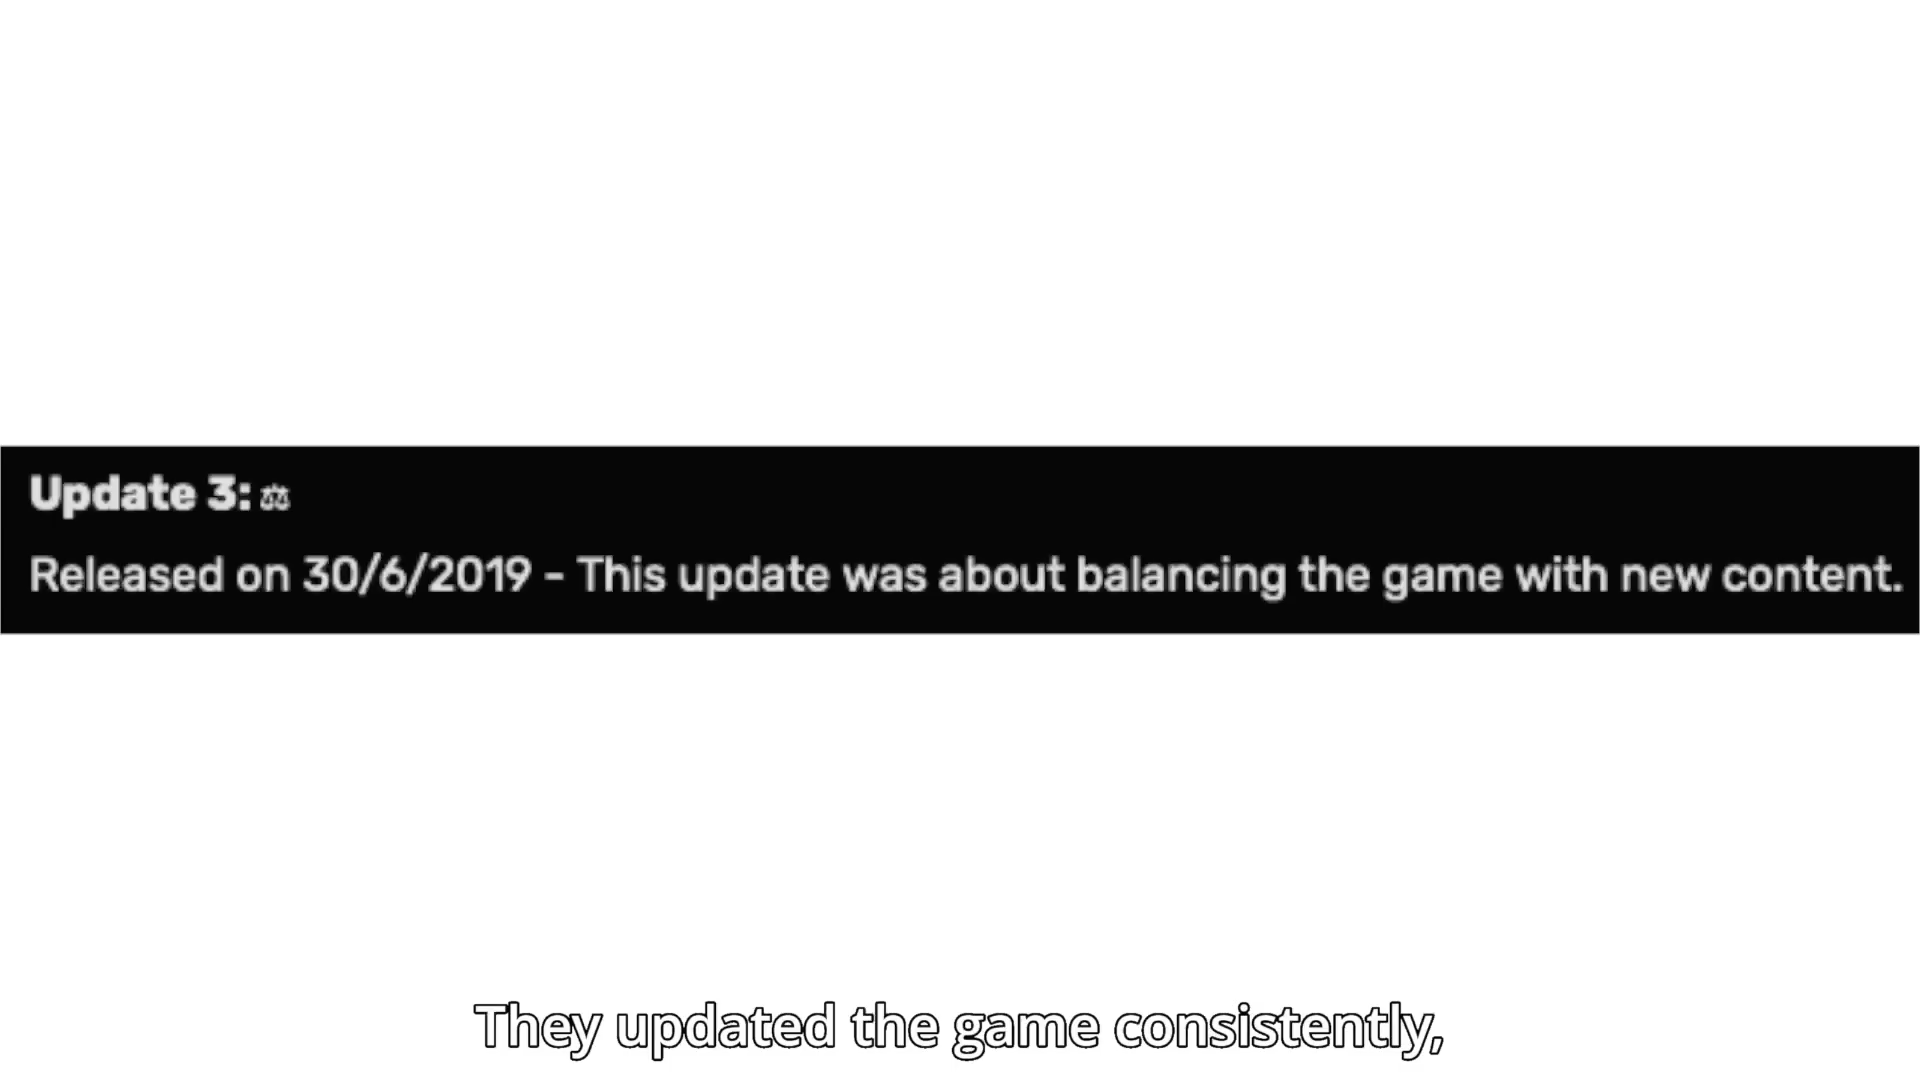 Update 3: ⚖
Released on 30/6/2019 - This update was about balancing the game with new content.
They updated the game consistently,